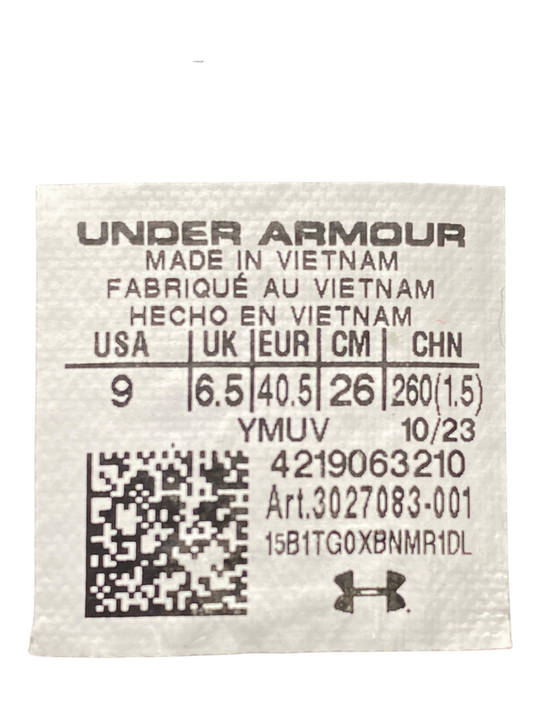 UNDER ARMOUR
MADE IN VIETNAM
FABRIQUÉ AU VIETNAM
HECHO EN VIETNAM
USA UK EUR CM CHN
9 6.5 40.5 26 260(1.5)
YMUV 10/23
4219063210
Art.3027083-001
15B1TG0XBNMR1DL